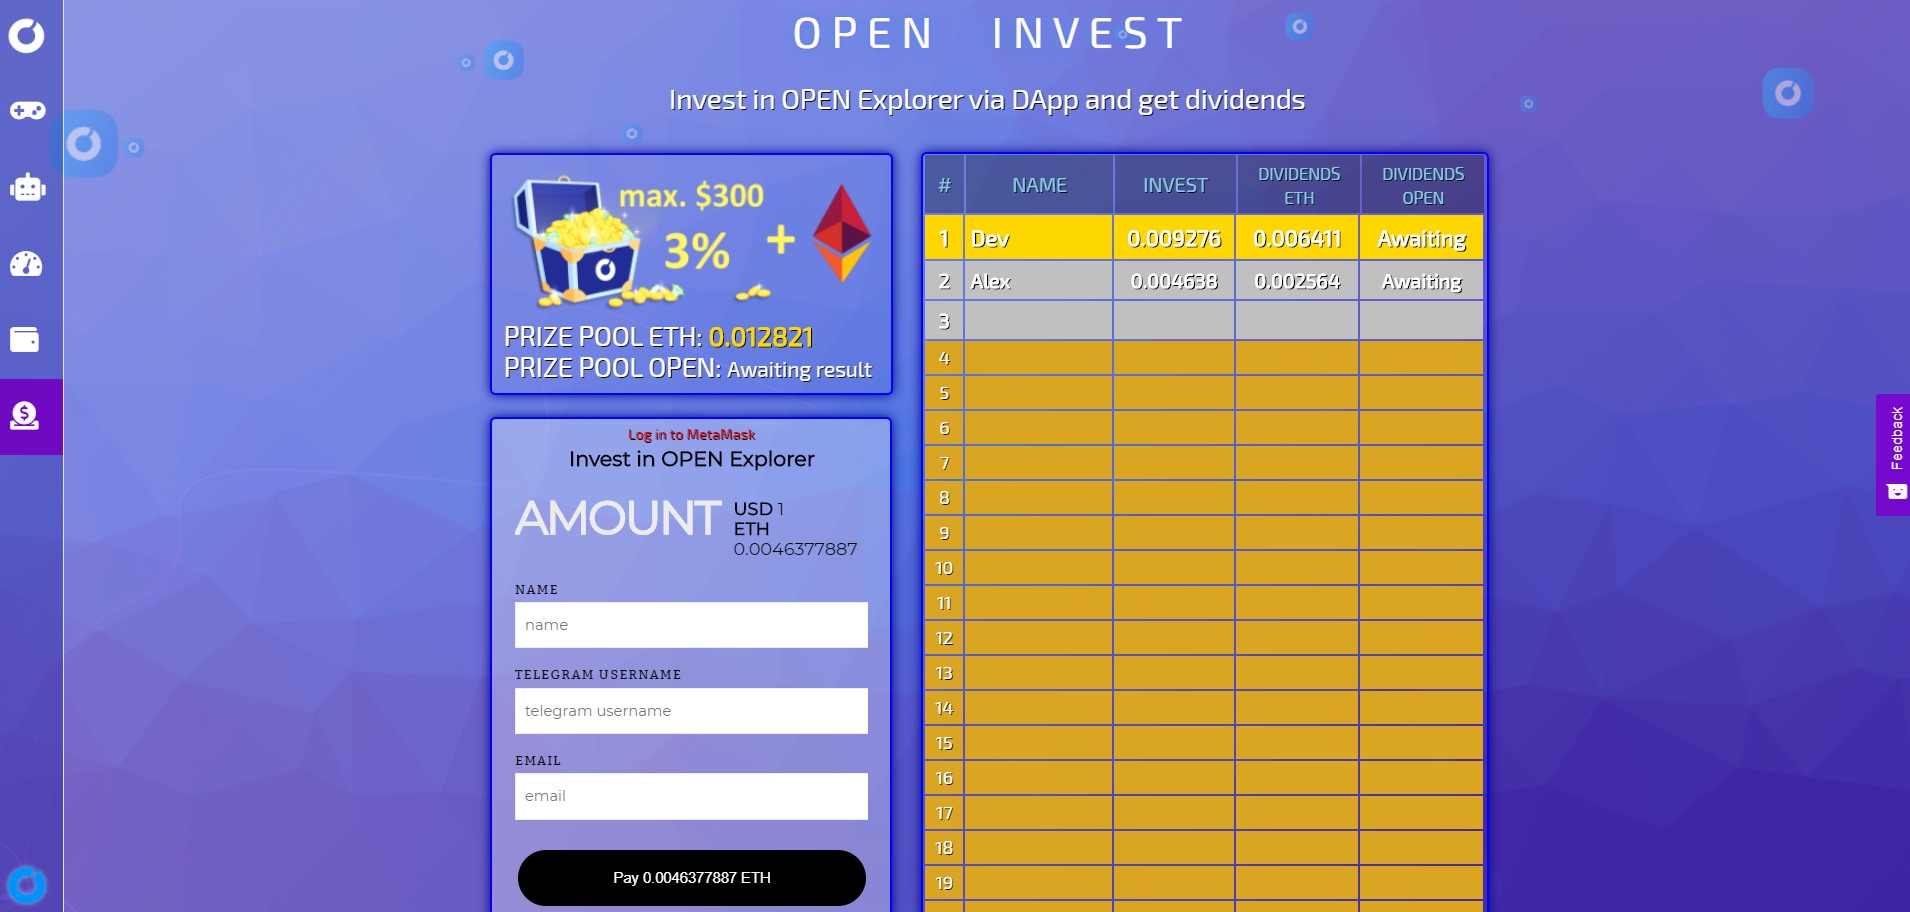 OPEN INVEST
Invest in OPEN Explorer via DApp and get dividends
max. $300
3% +
PRIZE POOL ETH: 0.012821
PRIZE POOL OPEN: Awaiting result
Log in to MetaMask
Invest in OPEN Explorer
AMOUNT
USD 1
ETH
0.0046377887
NAME
name
TELEGRAM USERNAME
telegram username
EMAIL
email
Pay 0.0046377887 ETH
# NAME INVEST DIVIDENDS ETH DIVIDENDS OPEN
1 Dev 0.009276 0.006411 Awaiting
2 Alex 0.004638 0.002564 Awaiting
3
4
5
6
7
8
9
10
11
12
13
14
15
16
17
18
19
Feedback